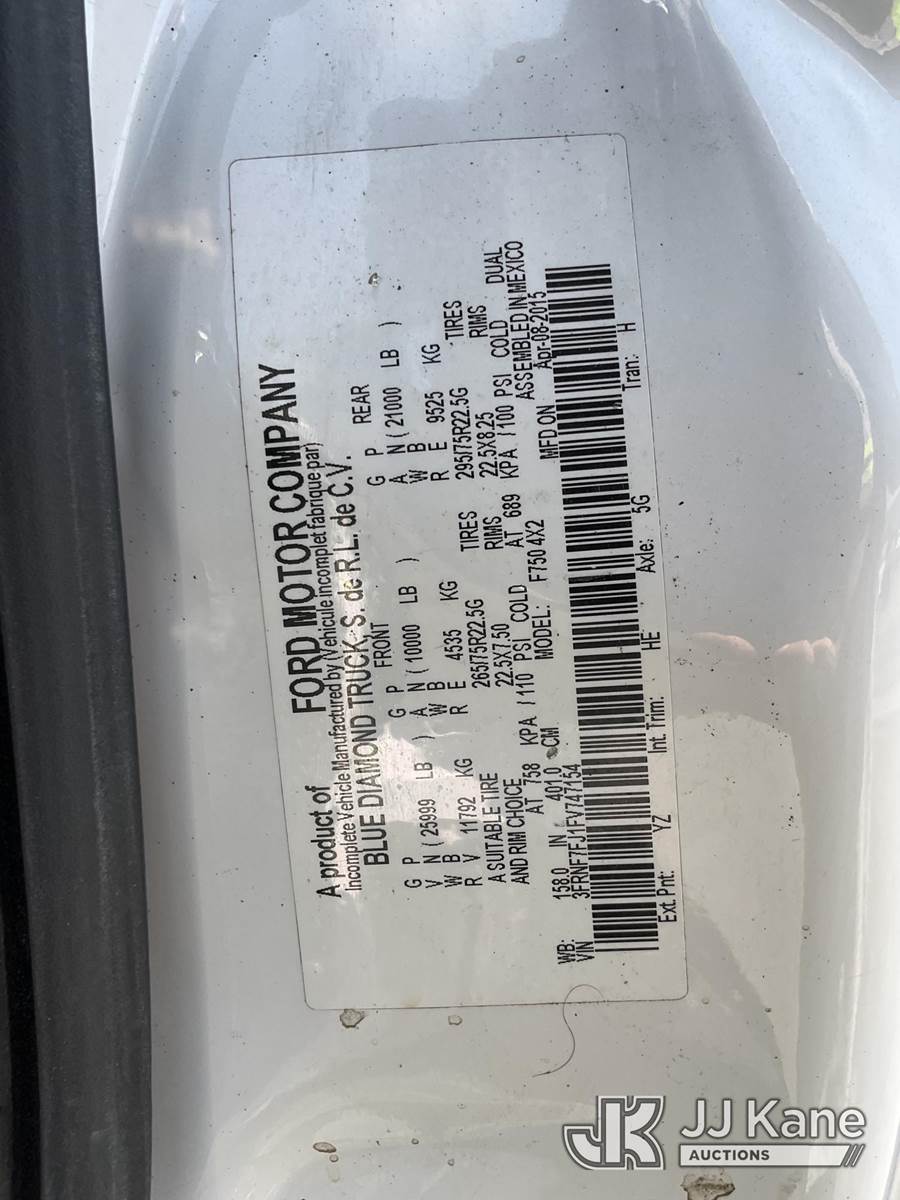 A product of FORD MOTOR COMPANY
Incomplete Vehicle Manufactured by (Vehicule incomplet fabrique par)
BLUE DIAMOND TRUCK, S. de R.L. de C.V.
FRONT REAR
G P G P G P
V N ( 25999 LB ) A N ( 10000 LB ) A N ( 21000 LB )
W B W B W B
R V 11792 KG R E 4535 KG R E 9525 KG
A SUITABLE TIRE 265/75R22.5G TIRES 295/75R22.5G TIRES
AND RIM CHOICE 22.5X7.50 RIMS 22.5X8.25 RIMS
AT 758 KPA / 110 PSI COLD AT 689 KPA / 100 PSI COLD DUAL
WB: 158.0 IN 401.0 CM MODEL: F750 4X2 ASSEMBLED IN MEXICO
VIN 3FRNF7FJ1FV747154 MFD.ON Apr-08-2015
Ext. Pnt: YZ Int. Trim: HE Axle: 5G Tran: H
JK JJ Kane
AUCTIONS